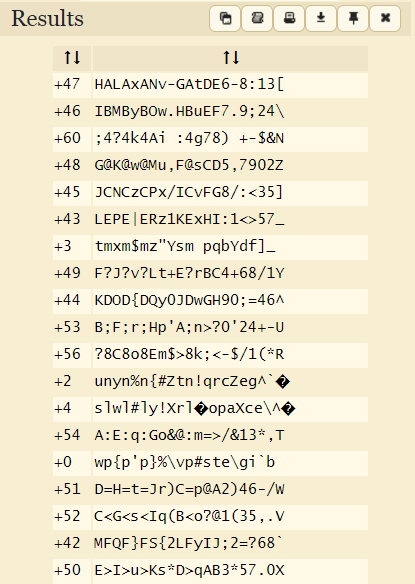 Results
+47 HALAxANv-GAtDE6-8:13[
+46 IBMByBOw.HBuEF7.9;24\
+60 ;4?4k4Ai :4g78) +-$&N
+48 G@K@w@Mu,F@sCD5,7902Z
+45 JCNCzCPx/ICvFG8/:<35]
+43 LEPE|ERz1KExHI:1<>57_
+3 tmxm$mz"Ysm pqbYdf]_
+49 F?J?v?Lt+E?rBC4+68/1Y
+44 KDOD{DQy0JDwGH90;=46^
+53 B;F;r;Hp'A;n>?0'24+-U
+56 ?8C8o8Em$>8k;<-$/1(*R
+2 unyn%n{#Ztn!qrcZeg^`�
+4 slwl#ly!Xrl�opaXce\^�
+54 A:E:q:Go&@:m=>/&13*,T
+0 wp{p'p}%\vp#ste\gi`b
+51 D=H=t=Jr)C=p@A2)46-/W
+52 C<G<s<Iq(B<o?@1(35,.V
+42 MFQF}FS{2LFyIJ;2=?68`
+50 E>I>u>Ks*D>qAB3*57.0X